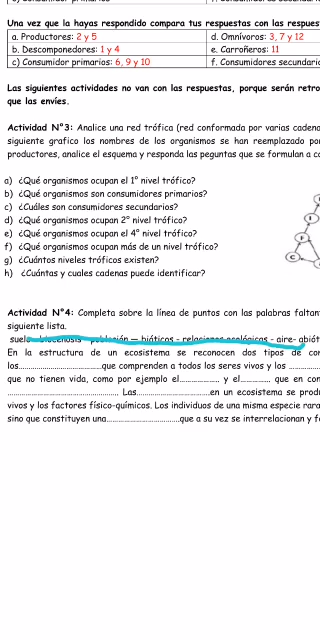 Una vez que la hayas respondido compara tus respuestas con las respues
a. Productores: 2 y 5
d. Omnívoros: 3, 7 y 12
b. Descomponedores: 1 y 4
e. Carroñeros: 11
c) Consumidor primarios: 6, 9 y 10
f. Consumidores secundari
Las siguientes actividades no van con las respuestas, porque serán retro
que las envíes.
Actividad N°3: Analice una red trófica (red conformada por varias cadena
siguiente grafico los nombres de los organismos se han reemplazado por
productores, analice el esquema y responda las peguntas que se formulan a co
a) ¿Qué organismos ocupan el 1° nivel trófico?
b) ¿Qué organismos son consumidores primarios?
c) ¿Cuáles son consumidores secundarios?
d) ¿Qué organismos ocupan 2° nivel trófico?
e) ¿Qué organismos ocupan el 4° nivel trófico?
f) ¿Qué organismos ocupan más de un nivel trófico?
g) ¿Cuántos niveles tróficos existen?
h) ¿Cuántas y cuales cadenas puede identificar?
I
F
C
Actividad N°4: Completa sobre la línea de puntos con las palabras faltan
siguiente lista.
suelo - biocenosis - población – bióticos - relaciones ecológicas - aire- abiót
En la estructura de un ecosistema se reconocen dos tipos de co
los....................................que comprenden a todos los seres vivos y los ..............
que no tienen vida, como por ejemplo el.................. y el............. que en con
................................................ Las................................en un ecosistema se prod
vivos y los factores físico-químicos. Los individuos de una misma especie rara
sino que constituyen una................................que a su vez se interrelacionan y f